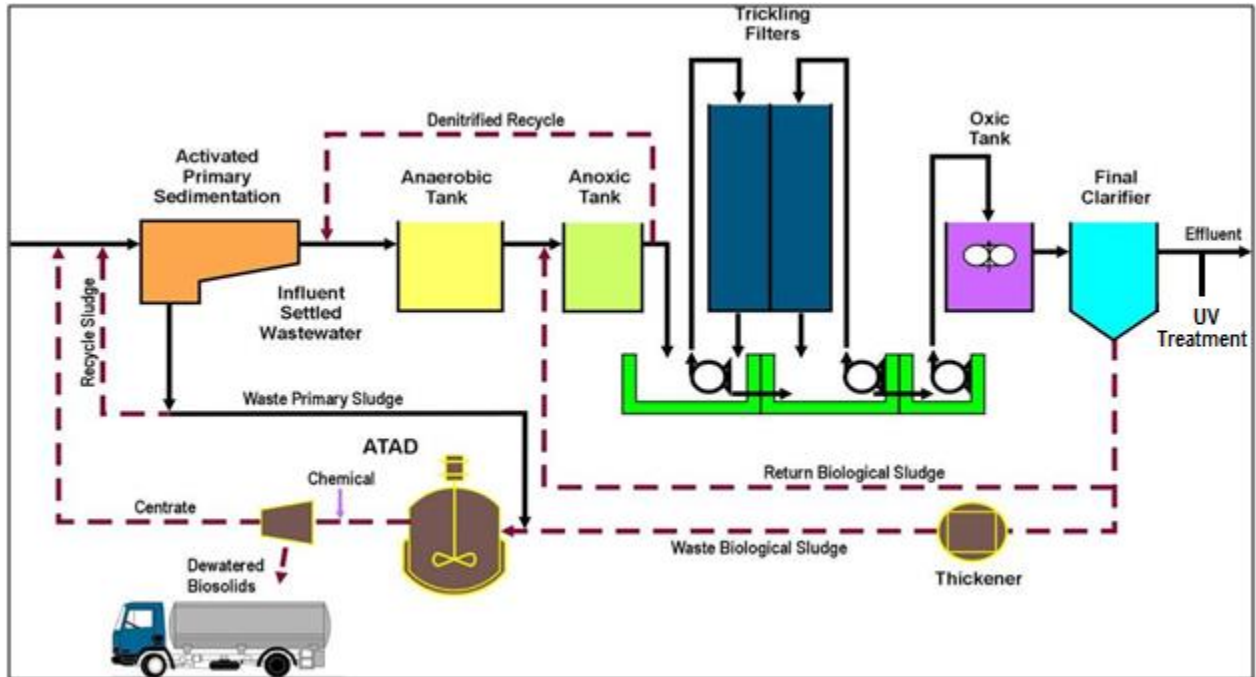 Trickling
Filters
Denitrified Recycle
Oxic
Tank
Activated
Primary
Sedimentation
Anaerobic
Tank
Anoxic
Tank
Final
Clarifier
Effluent
Influent
Settled
Wastewater
UV
Treatment
Recycle Sludge
Waste Primary Sludge
ATAD
Chemical
Return Biological Sludge
Centrate
Waste Biological Sludge
Dewatered
Biosolids
Thickener